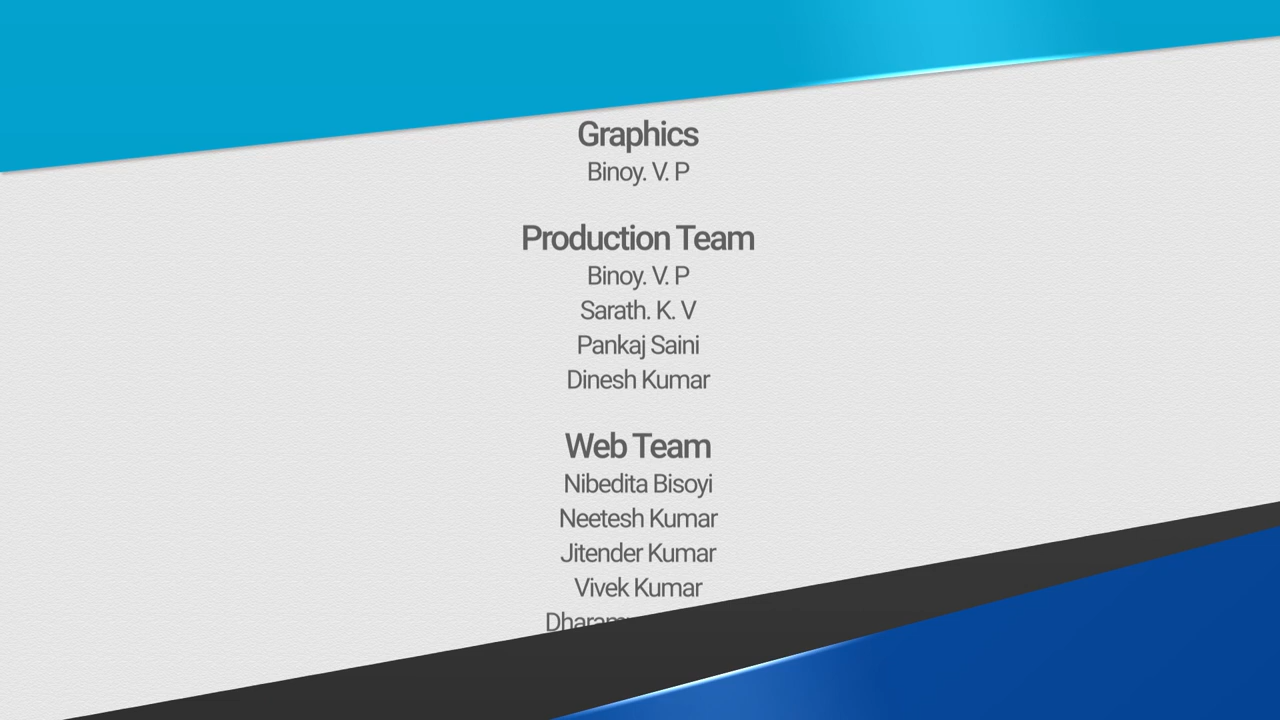 Graphics
Binoy. V. P
Production Team
Binoy. V. P
Sarath. K. V
Pankaj Saini
Dinesh Kumar
Web Team
Nibedita Bisoyi
Neetesh Kumar
Jitender Kumar
Vivek Kumar